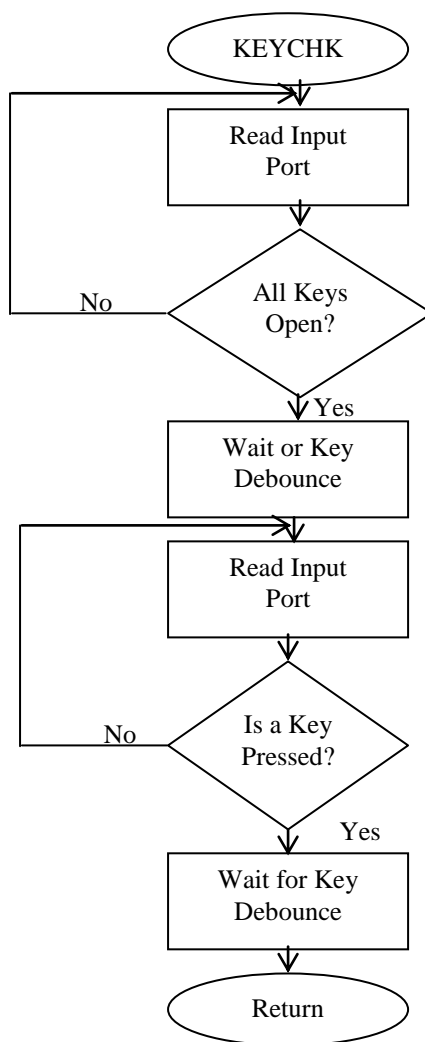 KEYCHK
Read Input
Port
All Keys
Open?
No
Yes
Wait or Key
Debounce
Read Input
Port
Is a Key
Pressed?
No
Yes
Wait for Key
Debounce
Return